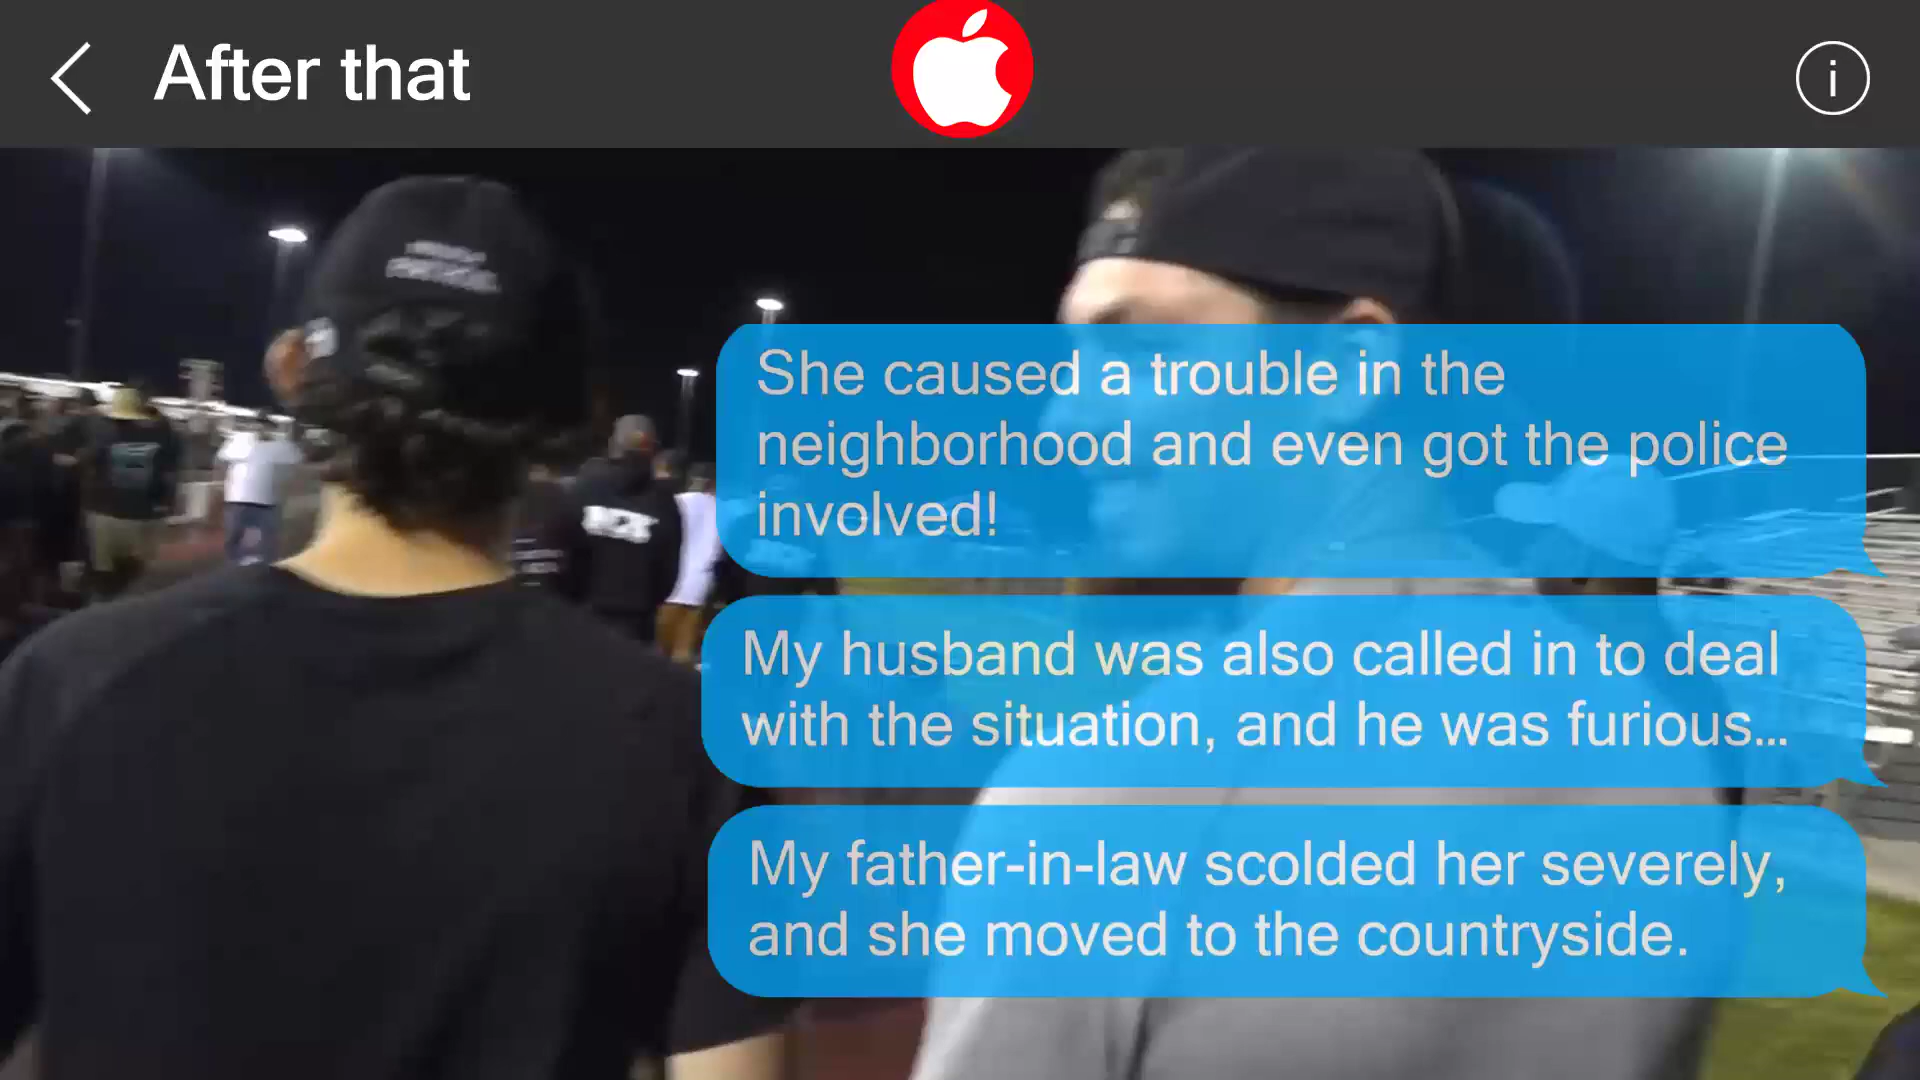 After that
She caused a trouble in the
neighborhood and even got the police
involved!
My husband was also called in to deal
with the situation, and he was furious...
My father-in-law scolded her severely,
and she moved to the countryside.